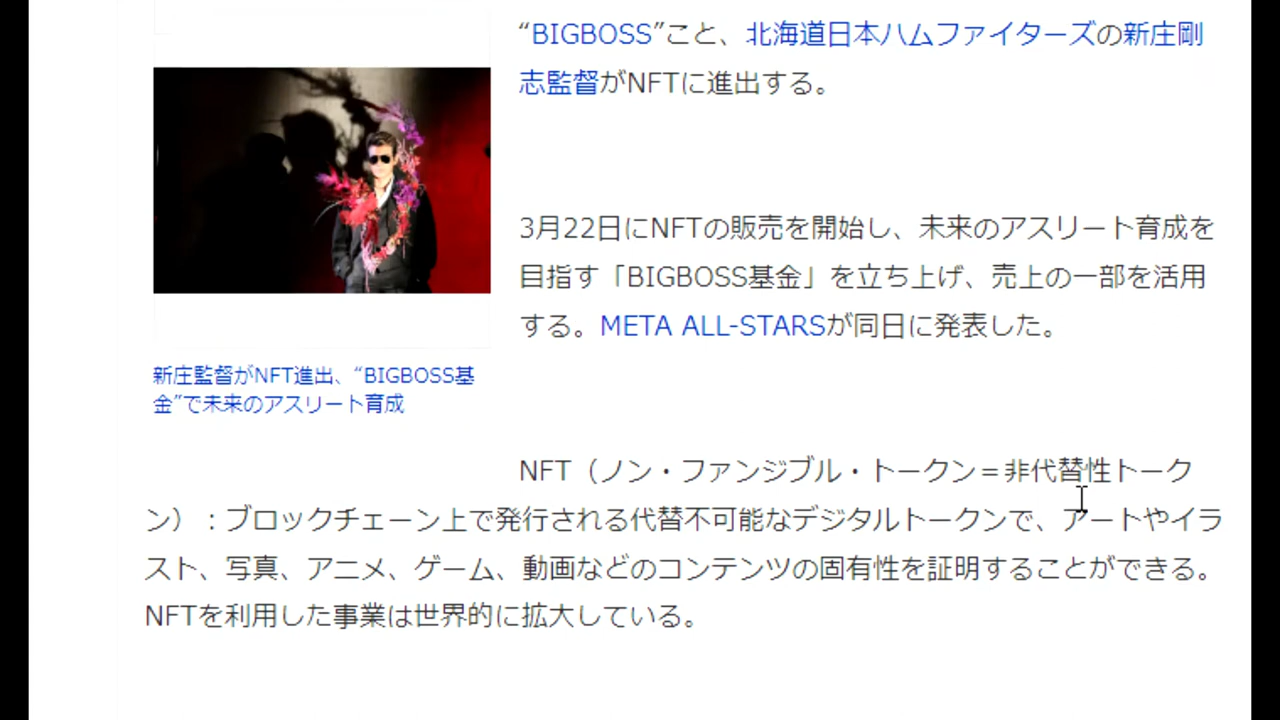 “BIGBOSS”こと、北海道日本ハムファイターズの新庄剛
志監督がNFTに進出する。
3月22日にNFTの販売を開始し、未来のアスリート育成を
目指す「BIGBOSS基金」を立ち上げ、売上の一部を活用
する。META ALL-STARSが同日に発表した。
新庄監督がNFT進出、“BIGBOSS基
金”で未来のアスリート育成
NFT（ノン・ファンジブル・トークン＝非代替性トーク
ン）：ブロックチェーン上で発行される代替不可能なデジタルトークンで、アートやイラ
スト、写真、アニメ、ゲーム、動画などのコンテンツの固有性を証明することができる。
NFTを利用した事業は世界的に拡大している。